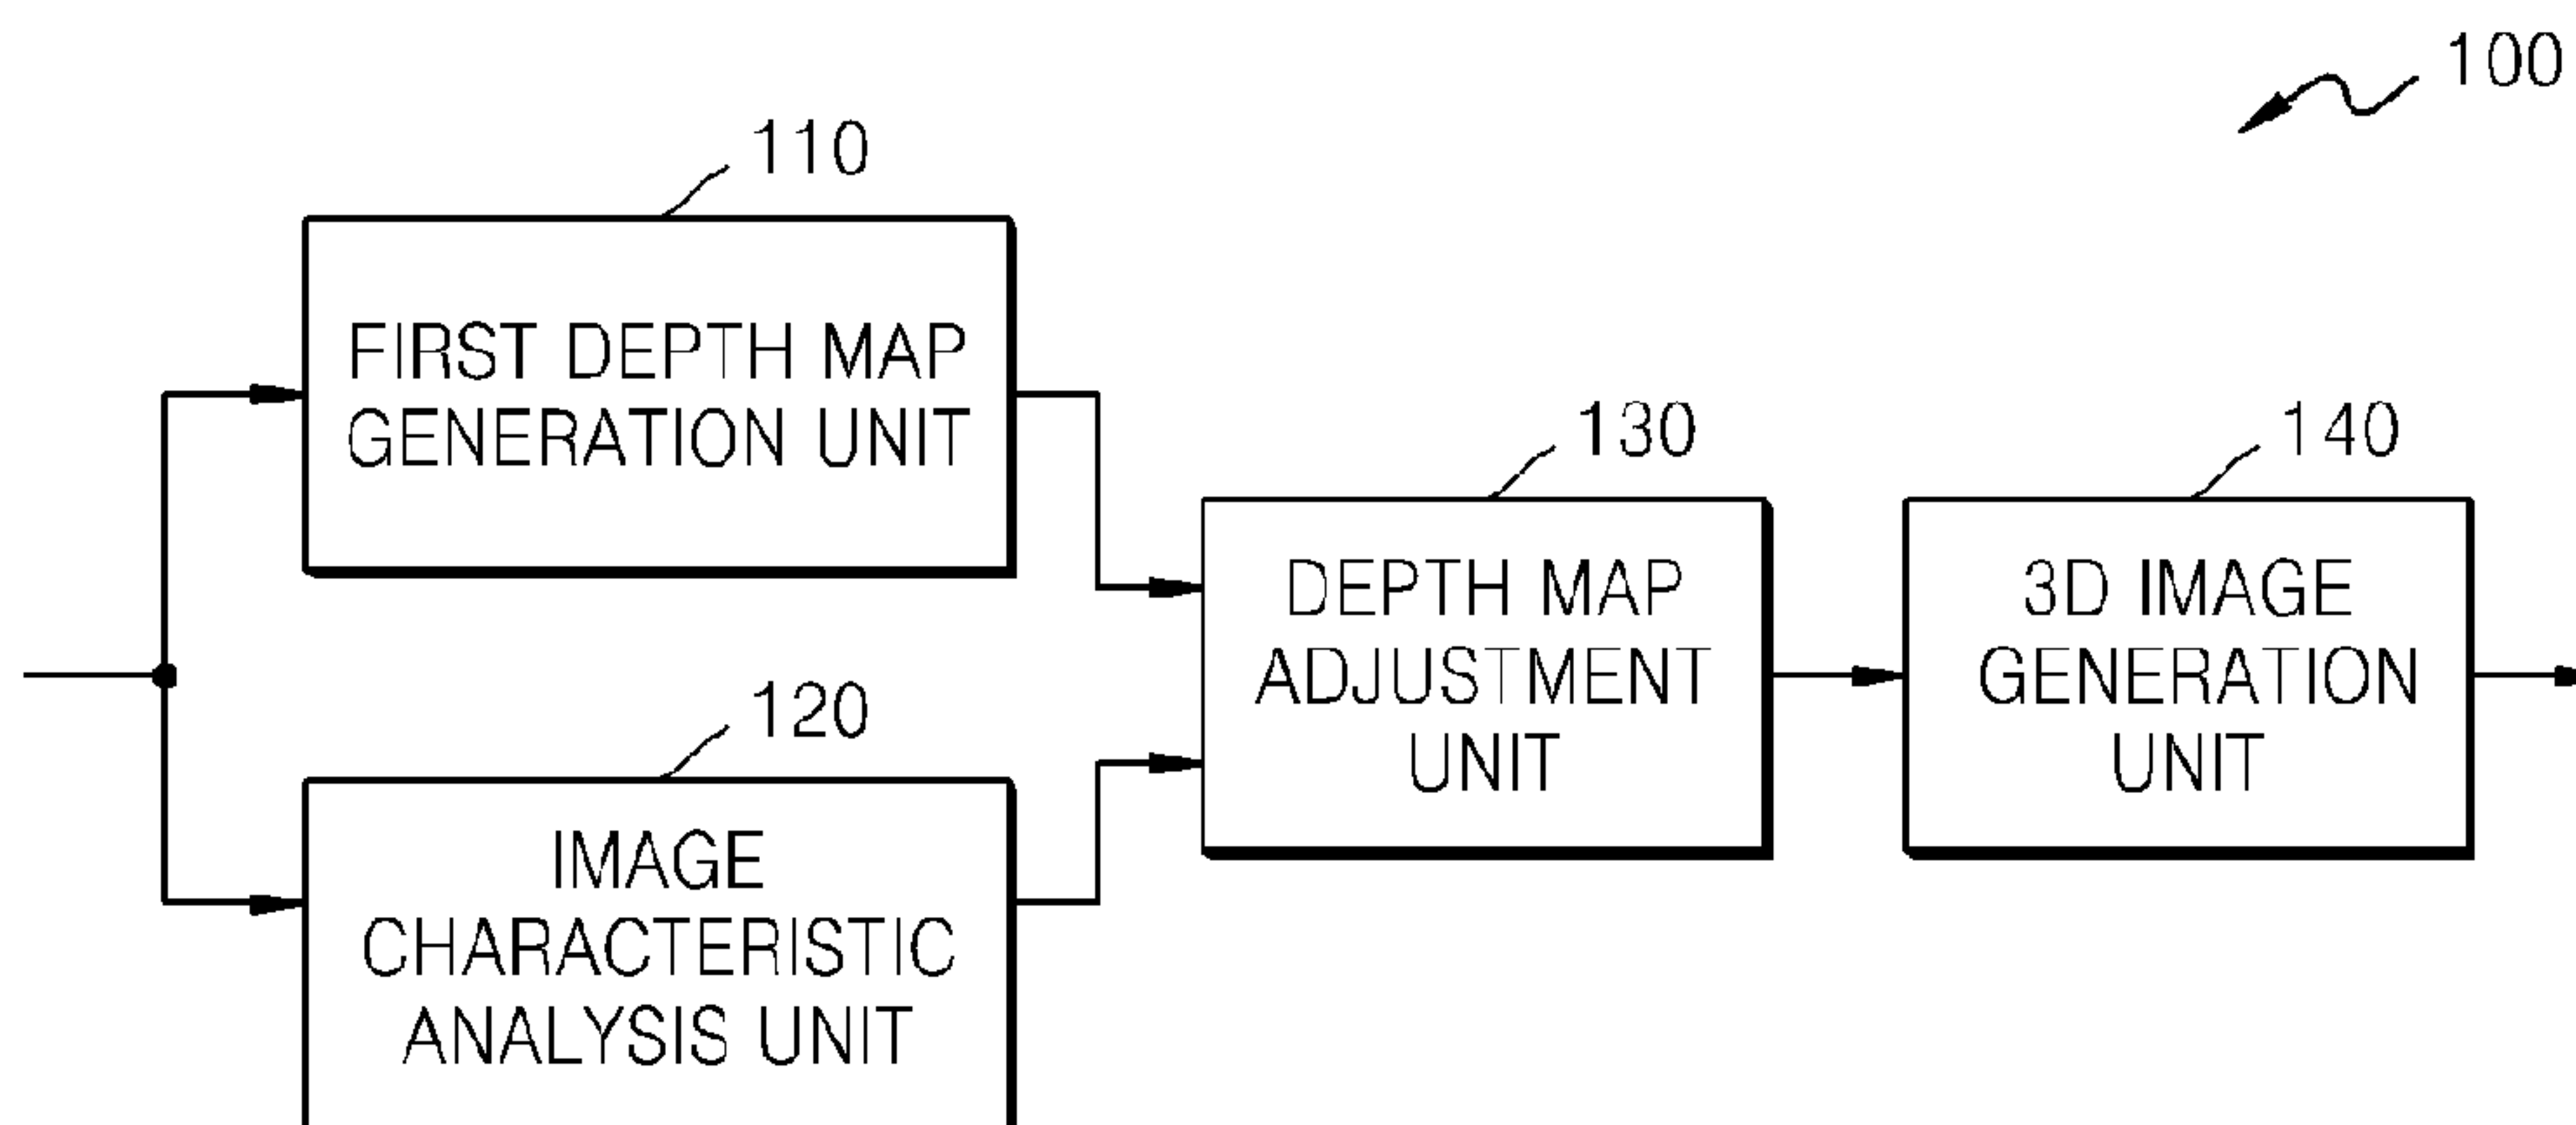 100
110
FIRST DEPTH MAP
GENERATION UNIT
120
IMAGE
CHARACTERISTIC
ANALYSIS UNIT
130
DEPTH MAP
ADJUSTMENT
UNIT
140
3D IMAGE
GENERATION
UNIT